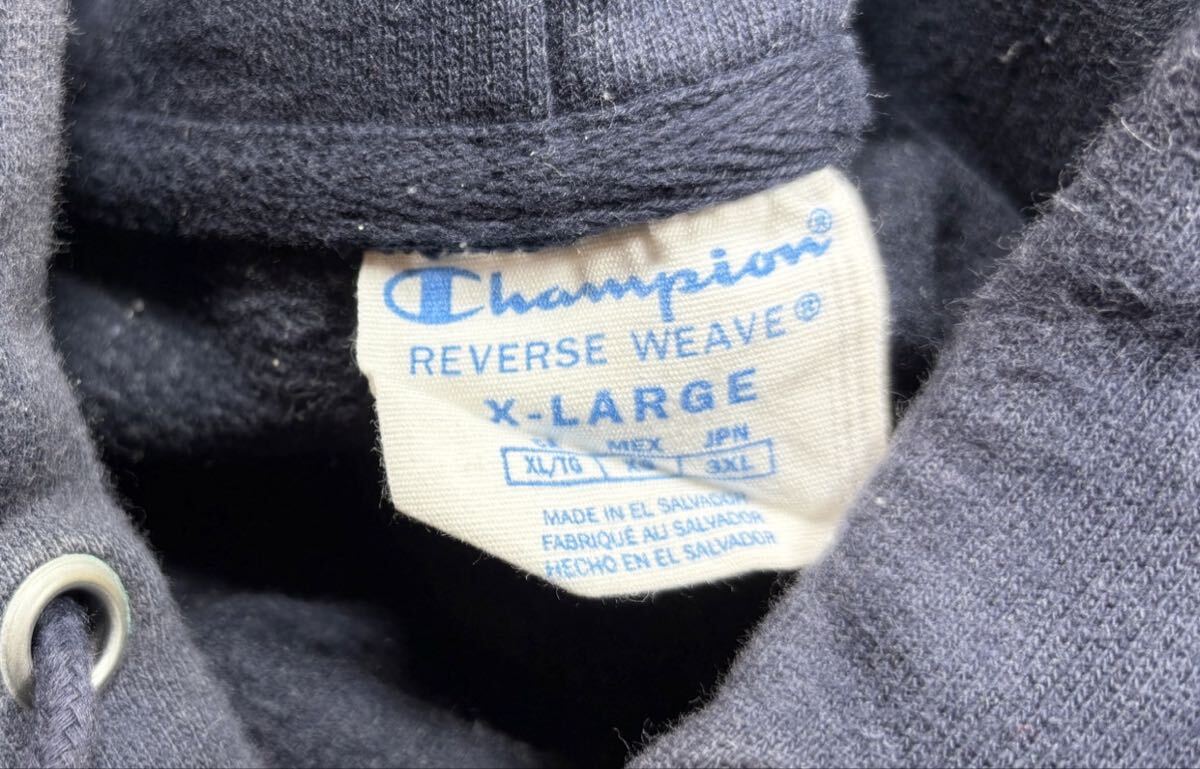 Champion®
REVERSE WEAVE®
X-LARGE
MEX JPN
XL/TG 3XL
MADE IN EL SALVADOR
FABRIQUÉ AU SALVADOR
HECHO EN EL SALVADOR